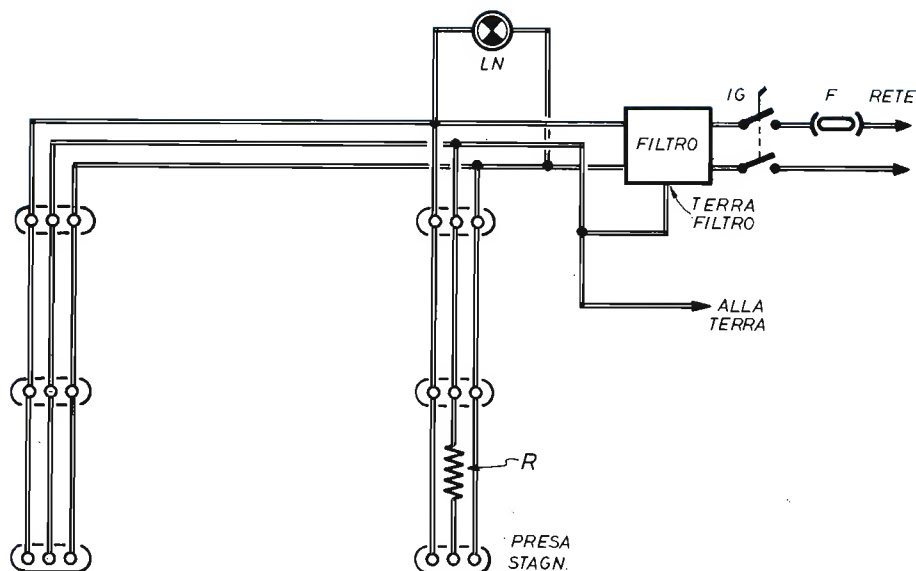 LN
IG
F
RETE
FILTRO
TERRA
FILTRO
ALLA
TERRA
R
PRESA
STAGN.